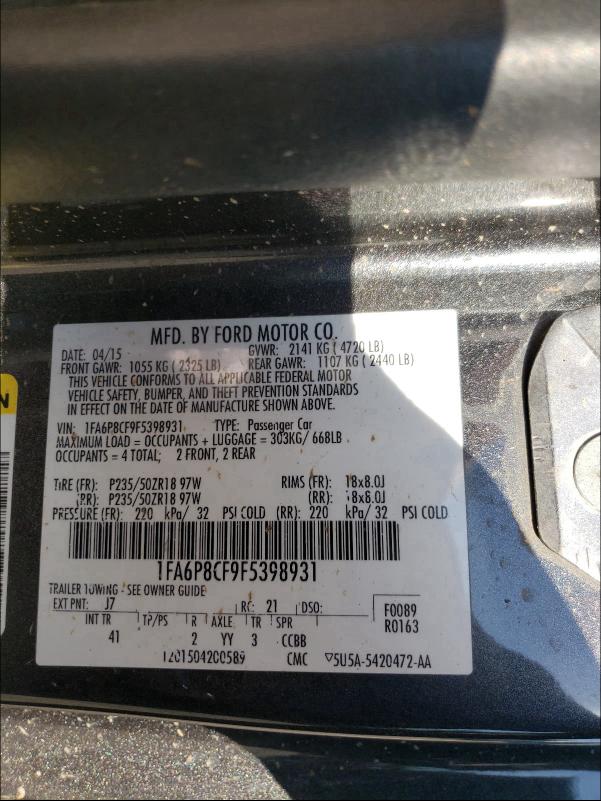 MFD. BY FORD MOTOR CO.
DATE: 04/15 GVWR: 2141 KG ( 4720 LB)
FRONT GAWR: 1055 KG ( 2325 LB) REAR GAWR: 1107 KG ( 2440 LB)
THIS VEHICLE CONFORMS TO ALL APPLICABLE FEDERAL MOTOR
VEHICLE SAFETY, BUMPER, AND THEFT PREVENTION STANDARDS
IN EFFECT ON THE DATE OF MANUFACTURE SHOWN ABOVE.
VIN: 1FA6P8CF9F5398931 TYPE: Passenger Car
MAXIMUM LOAD = OCCUPANTS + LUGGAGE = 303KG/ 668LB
OCCUPANTS = 4 TOTAL; 2 FRONT, 2 REAR
TIRE (FR): P235/50ZR18 97W RIMS (FR): 18x8.0J
(RR): P235/50ZR18 97W (RR): 18x8.0J
PRESSURE (FR): 220 kPa/ 32 PSI COLD (RR): 220 kPa/ 32 PSI COLD
1FA6P8CF9F5398931
TRAILER TOWING - SEE OWNER GUIDE
EXT PNT: J7 RC: 21 DSO: F0089
INT TR TP/PS R AXLE TR SPR R0163
41 2 YY 3 CCBB
1201504200589 CMC ▽5U5A-5420472-AA